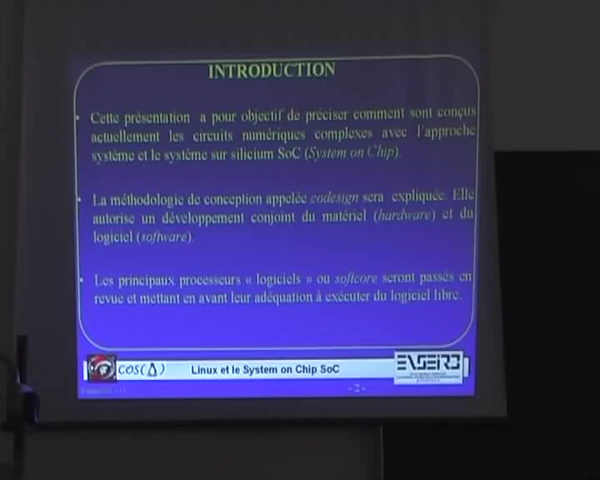 INTRODUCTION
Cette présentation a pour objectif de préciser comment sont conçus
actuellement les circuits numériques complexes avec l'approche
système et le système sur silicium SoC (System on Chip).
La méthodologie de conception appelée codesign sera expliquée. Elle
autorise un développement conjoint du matériel (hardware) et du
logiciel (software).
Les principaux processeurs « logiciels » ou softcore seront passés en
revue et mettant en avant leur adéquation à exécuter du logiciel libre.
COS(Δ)
Linux et le System on Chip SoC
ENSEIRB
- 2 -